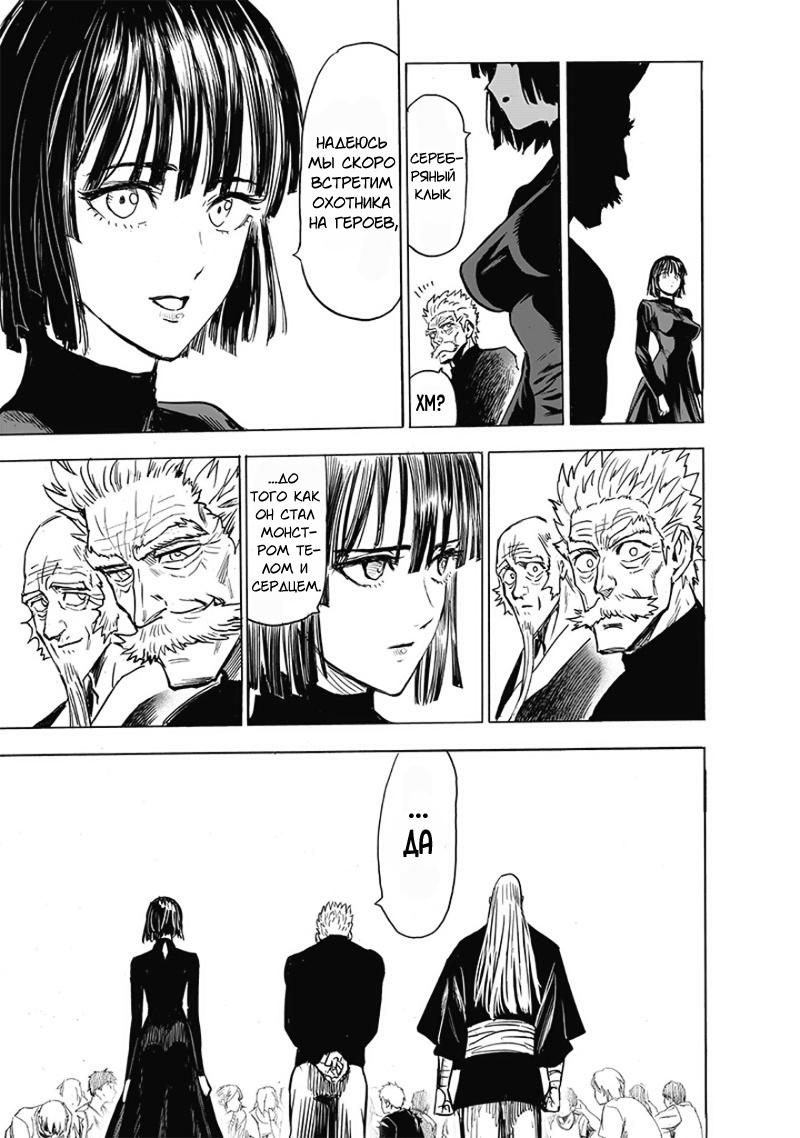 СЕРЕБ-
РЯНЫЙ
КЛЫК
ХМ?
НАДЕЮСЬ
МЫ СКОРО
ВСТРЕТИМ
ОХОТНИКА
НА ГЕРОЕВ,
...ДО
ТОГО КАК
ОН СТАЛ
МОНСТ-
РОМ ТЕ-
ЛОМ И
СЕРДЦЕМ.
...
ДА